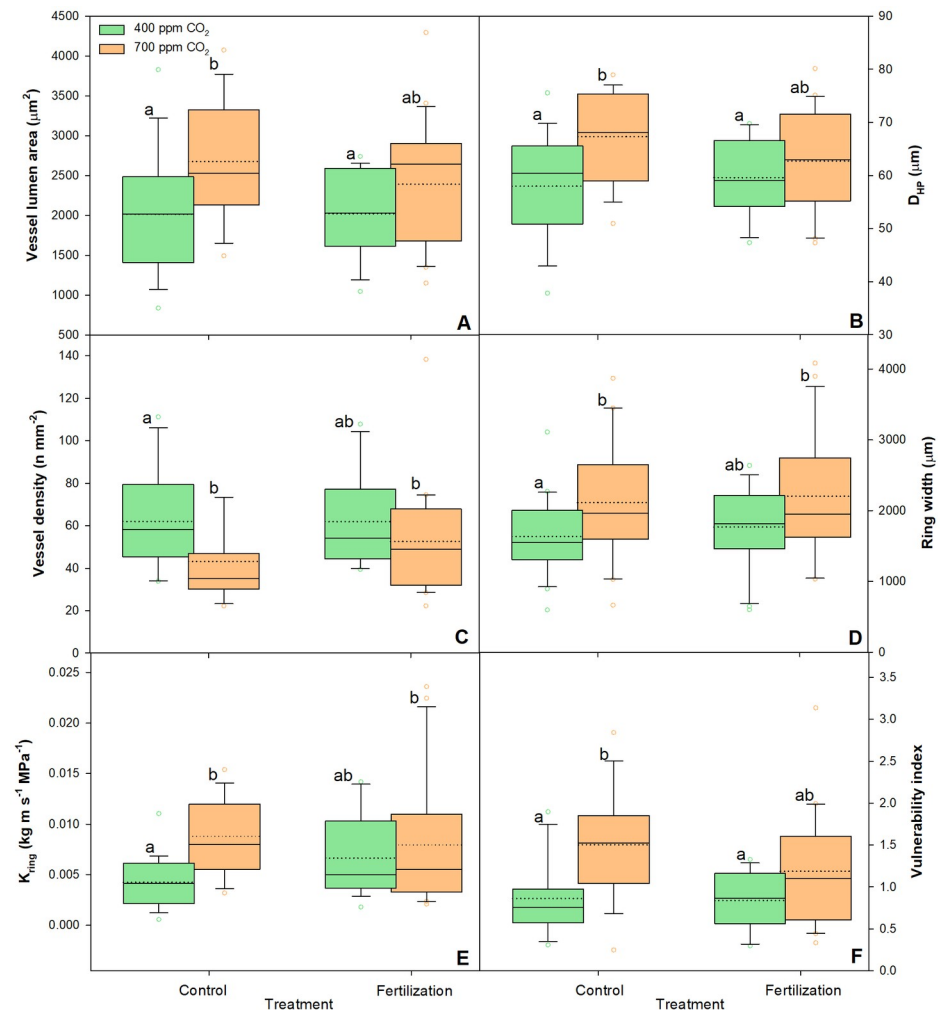 400 ppm CO₂
700 ppm CO₂
4500
4000
3500
3000
2500
2000
1500
1000
500
Vessel lumen area (μm²)
a
b
a
ab
A
a
b
a
ab
B
90
80
70
60
50
40
30
D_HP (μm)
140
120
100
80
60
40
20
0
Vessel density (n mm⁻²)
a
b
ab
b
C
a
b
ab
b
D
4000
3000
2000
1000
0
Ring width (μm)
0.025
0.020
0.015
0.010
0.005
0.000
K_ring (kg m s⁻¹ MPa⁻¹)
a
b
ab
b
E
a
b
a
ab
F
3.5
3.0
2.5
2.0
1.5
1.0
0.5
0.0
Vulnerability index
Control Fertilization Control Fertilization
Treatment Treatment